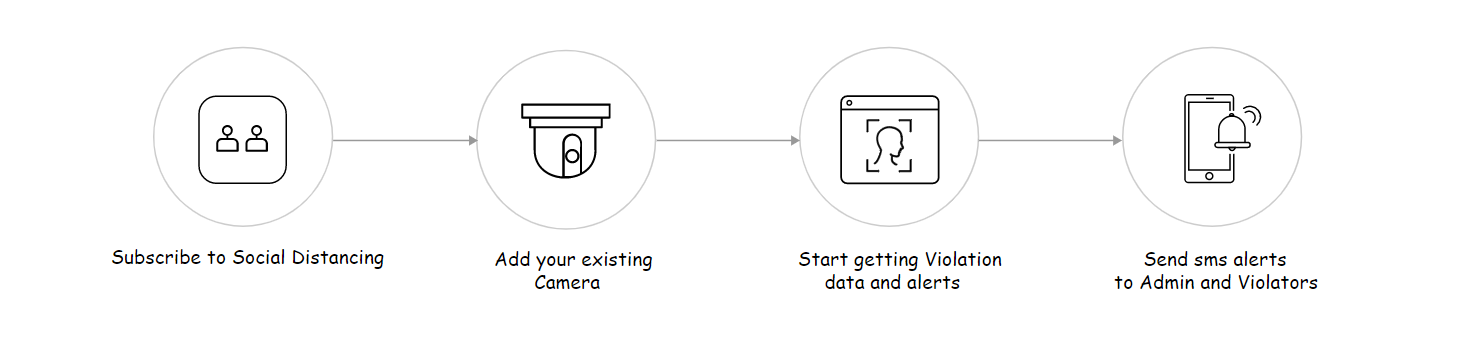 Subscribe to Social Distancing
Add your existing
Camera
Start getting Violation
data and alerts
Send sms alerts
to Admin and Violators